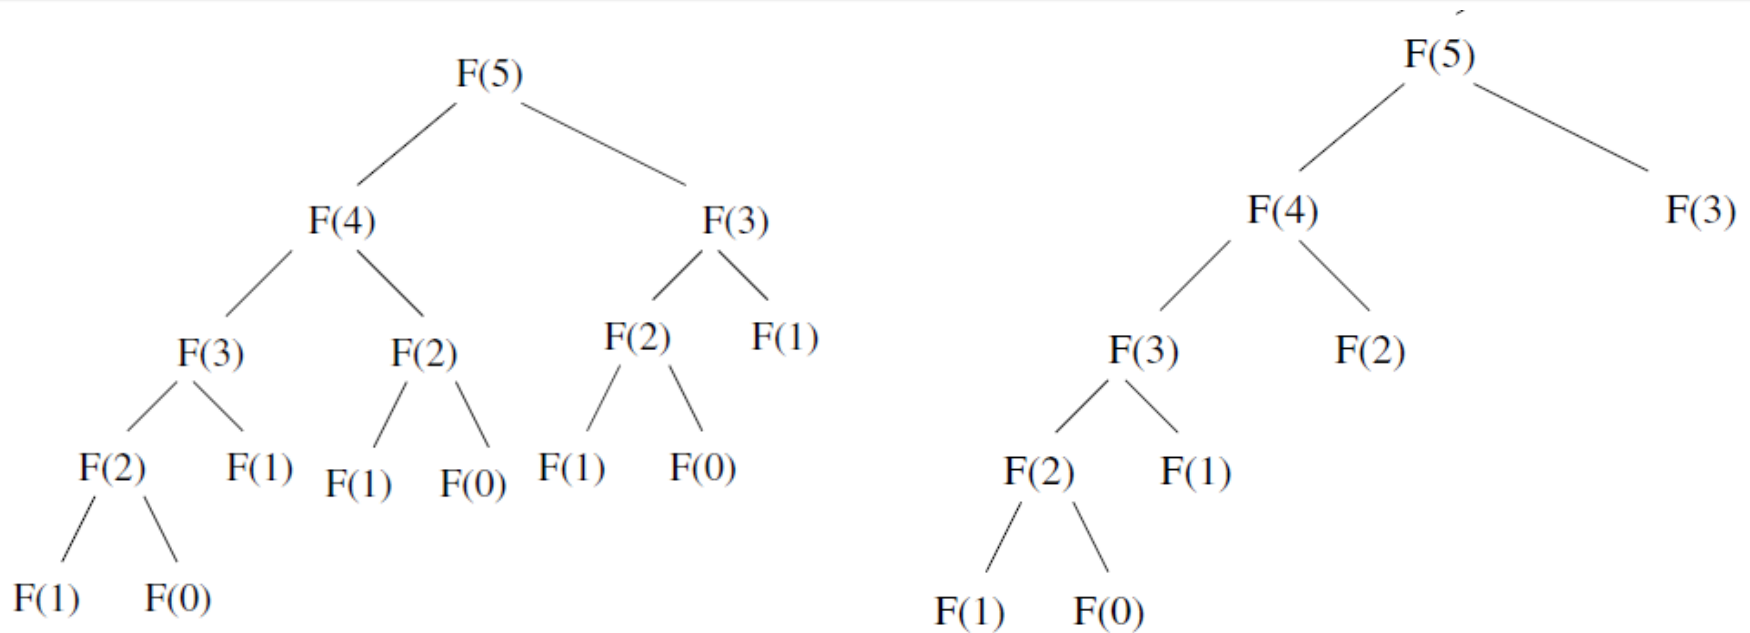 F(5)
F(4) F(3)
F(3) F(2) F(2) F(1)
F(2) F(1) F(1) F(0) F(1) F(0)
F(1) F(0)
F(5)
F(4) F(3)
F(3) F(2)
F(2) F(1)
F(1) F(0)